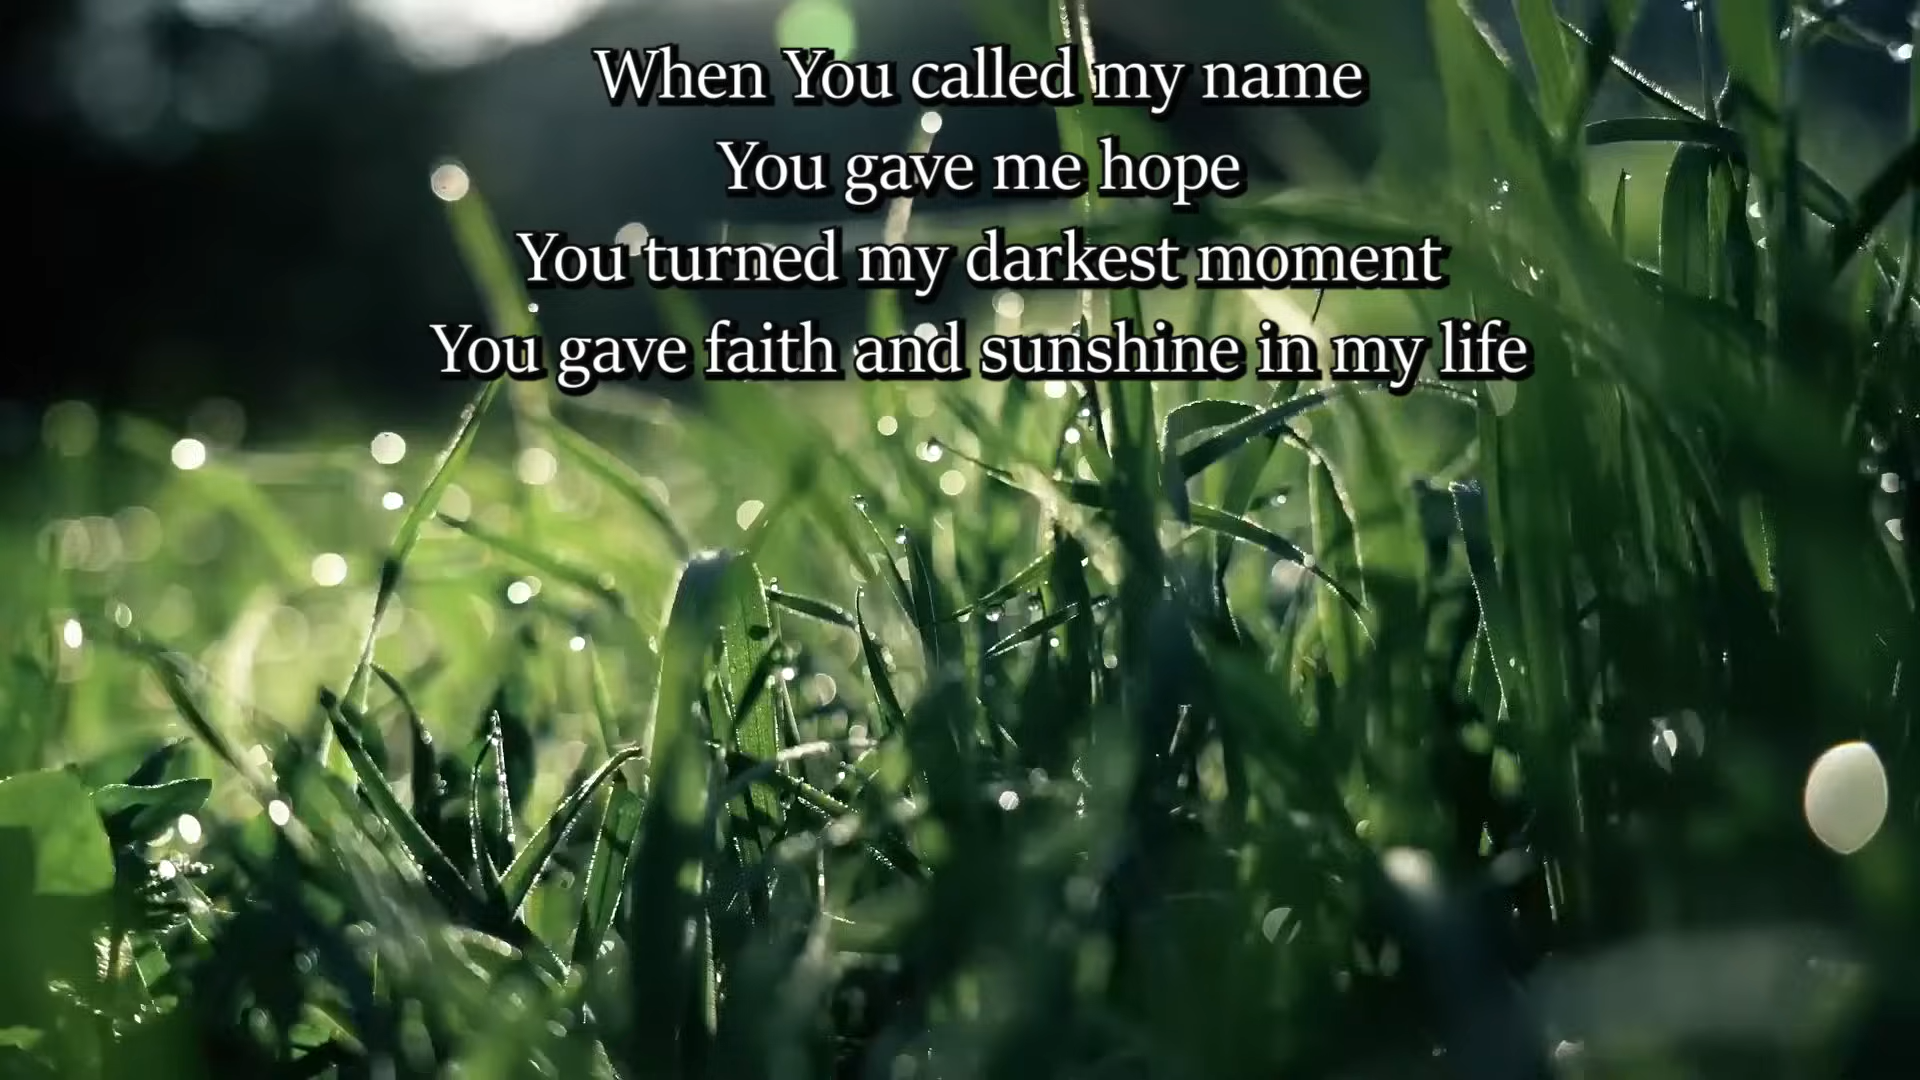 When You called my name
You gave me hope
You turned my darkest moment
You gave faith and sunshine in my life